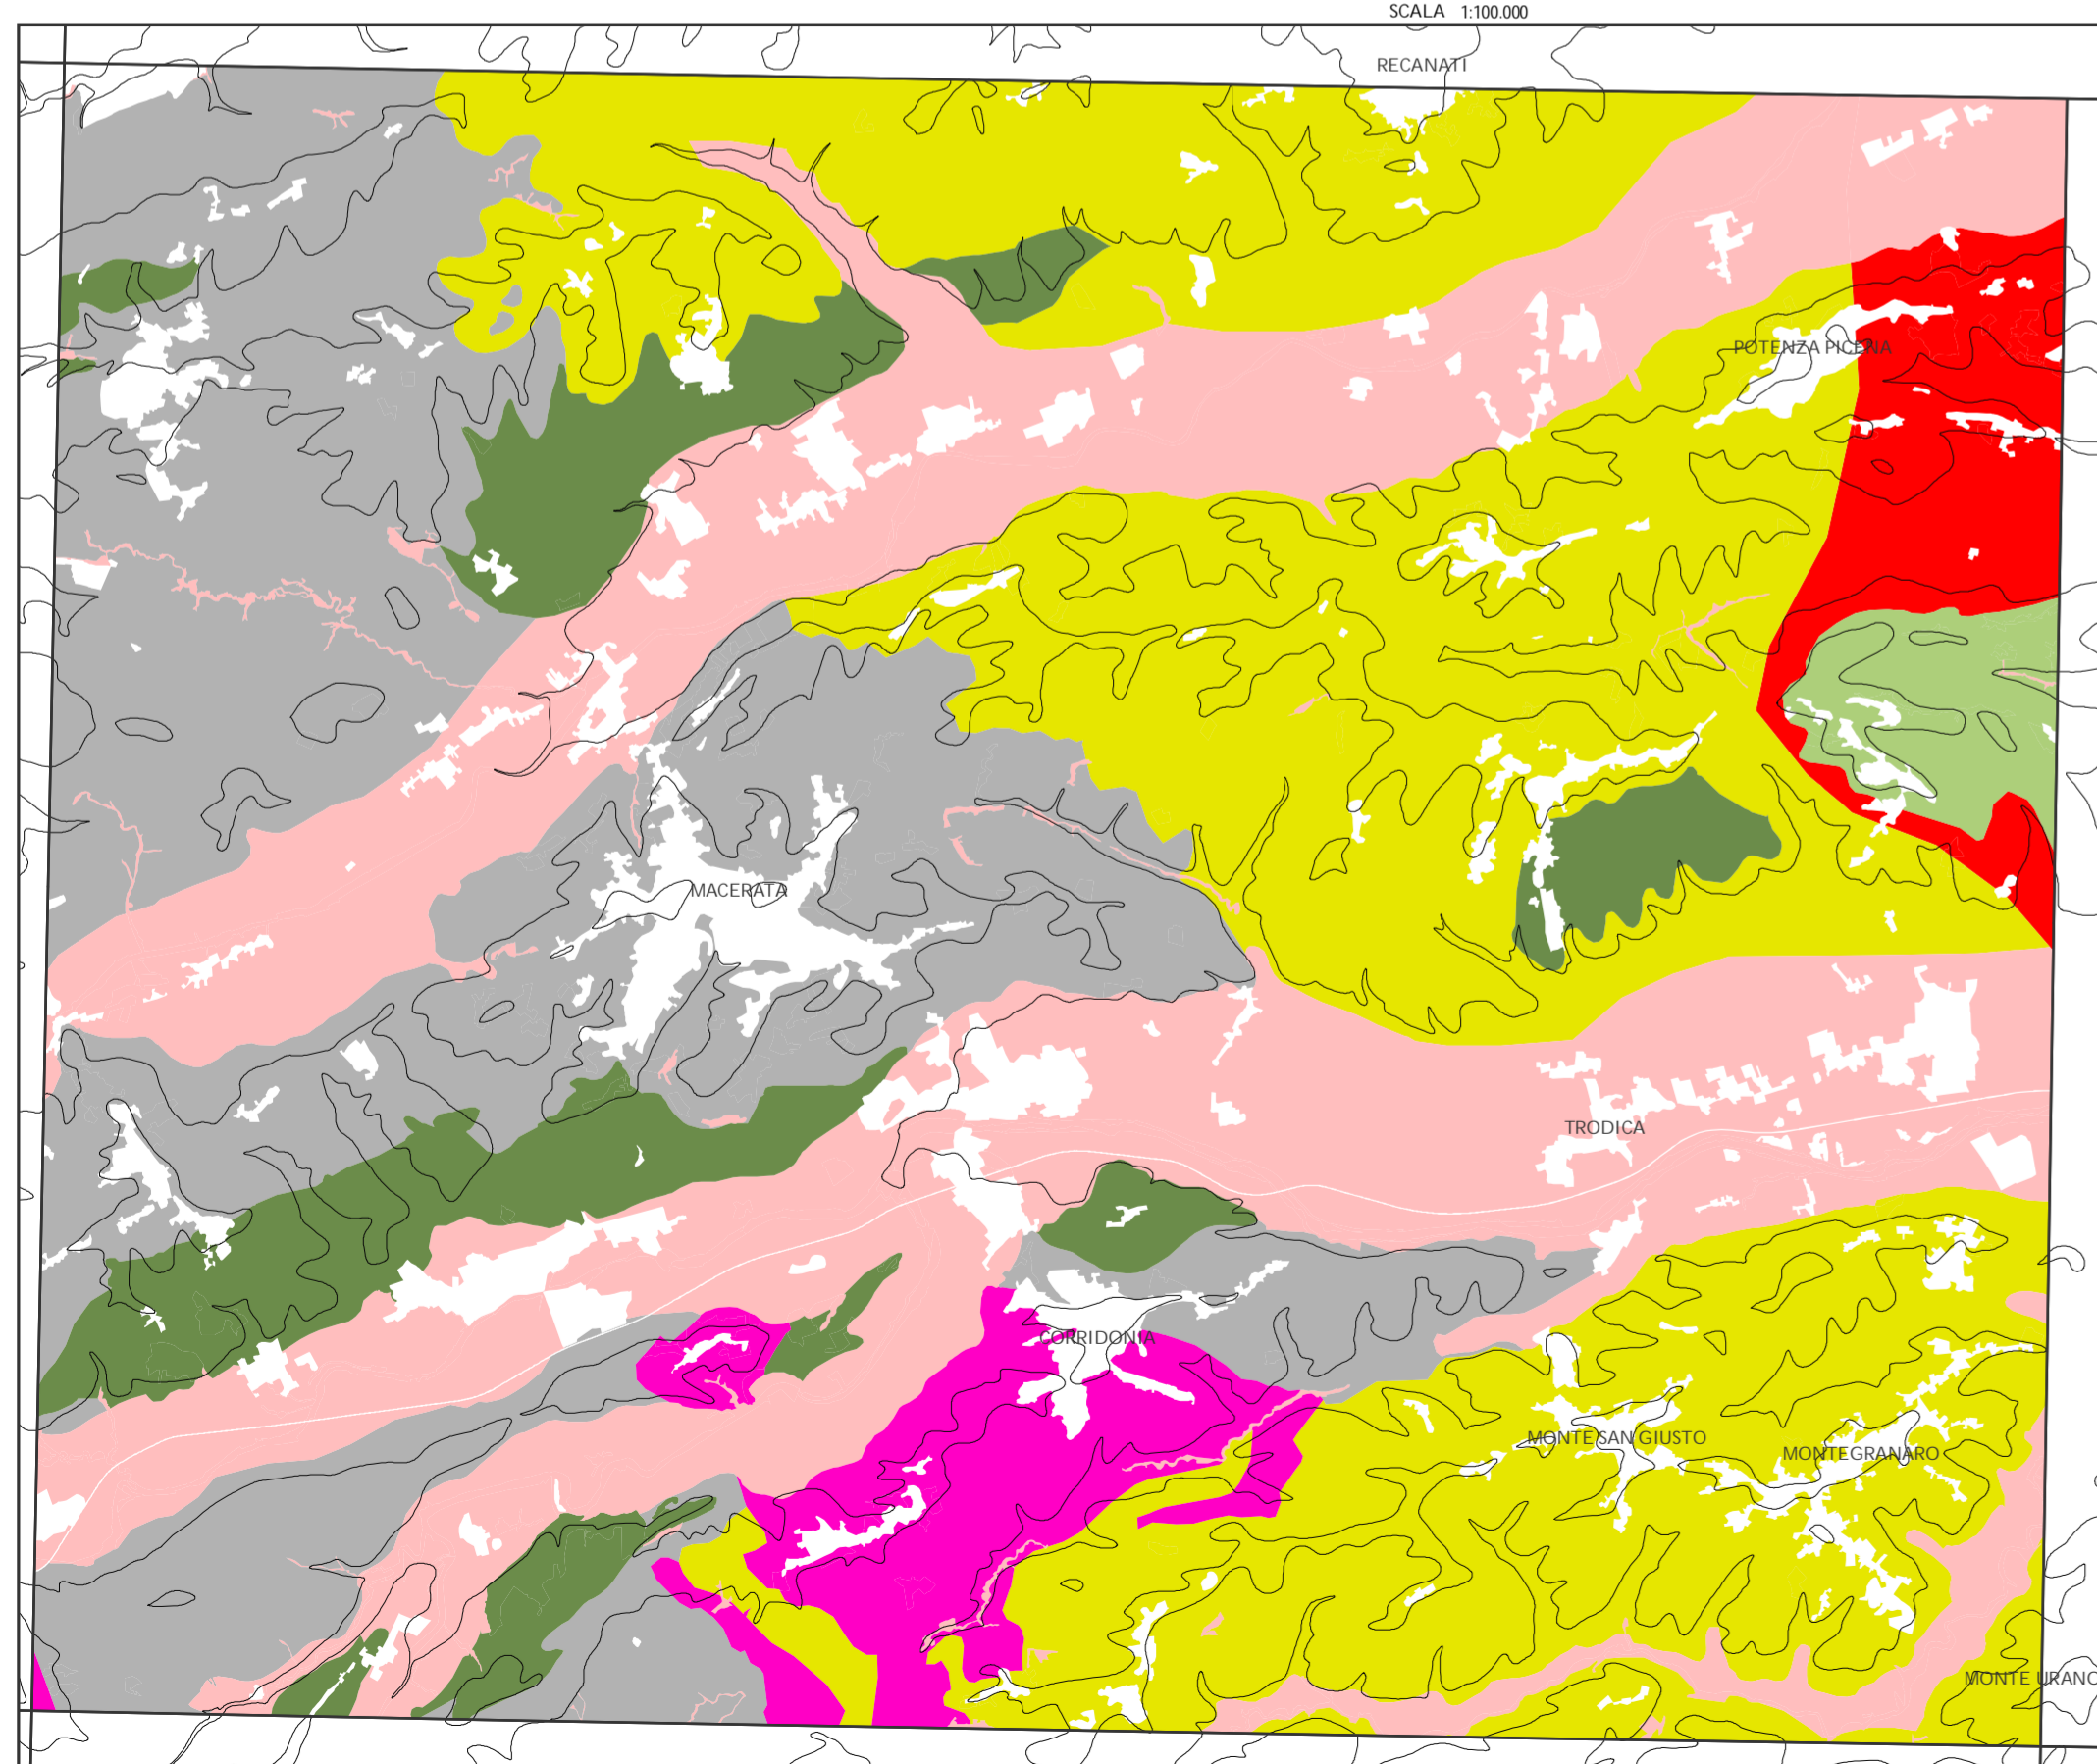 SCALA 1:100.000
RECANATI
POTENZA PICENA
MACERATA
TRODICA
CORRIDONIA
MONTE SAN GIUSTO
MONTEGRANARO
MONTE URANO